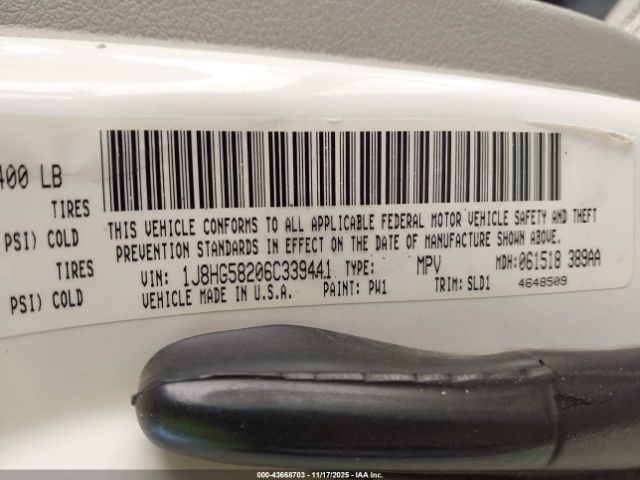 400 LB
TIRES
PSI) COLD
TIRES
PSI) COLD
THIS VEHICLE CONFORMS TO ALL APPLICABLE FEDERAL MOTOR VEHICLE SAFETY AND THEFT
PREVENTION STANDARDS IN EFFECT ON THE DATE OF MANUFACTURE SHOWN ABOVE.
VIN: 1J8HG58206C339441 TYPE: MPV MDH: 061518 389AA
VEHICLE MADE IN U.S.A. PAINT: PW1 TRIM: SLD1 4648509
000-43668703 - 11/17/2025 - IAA Inc.